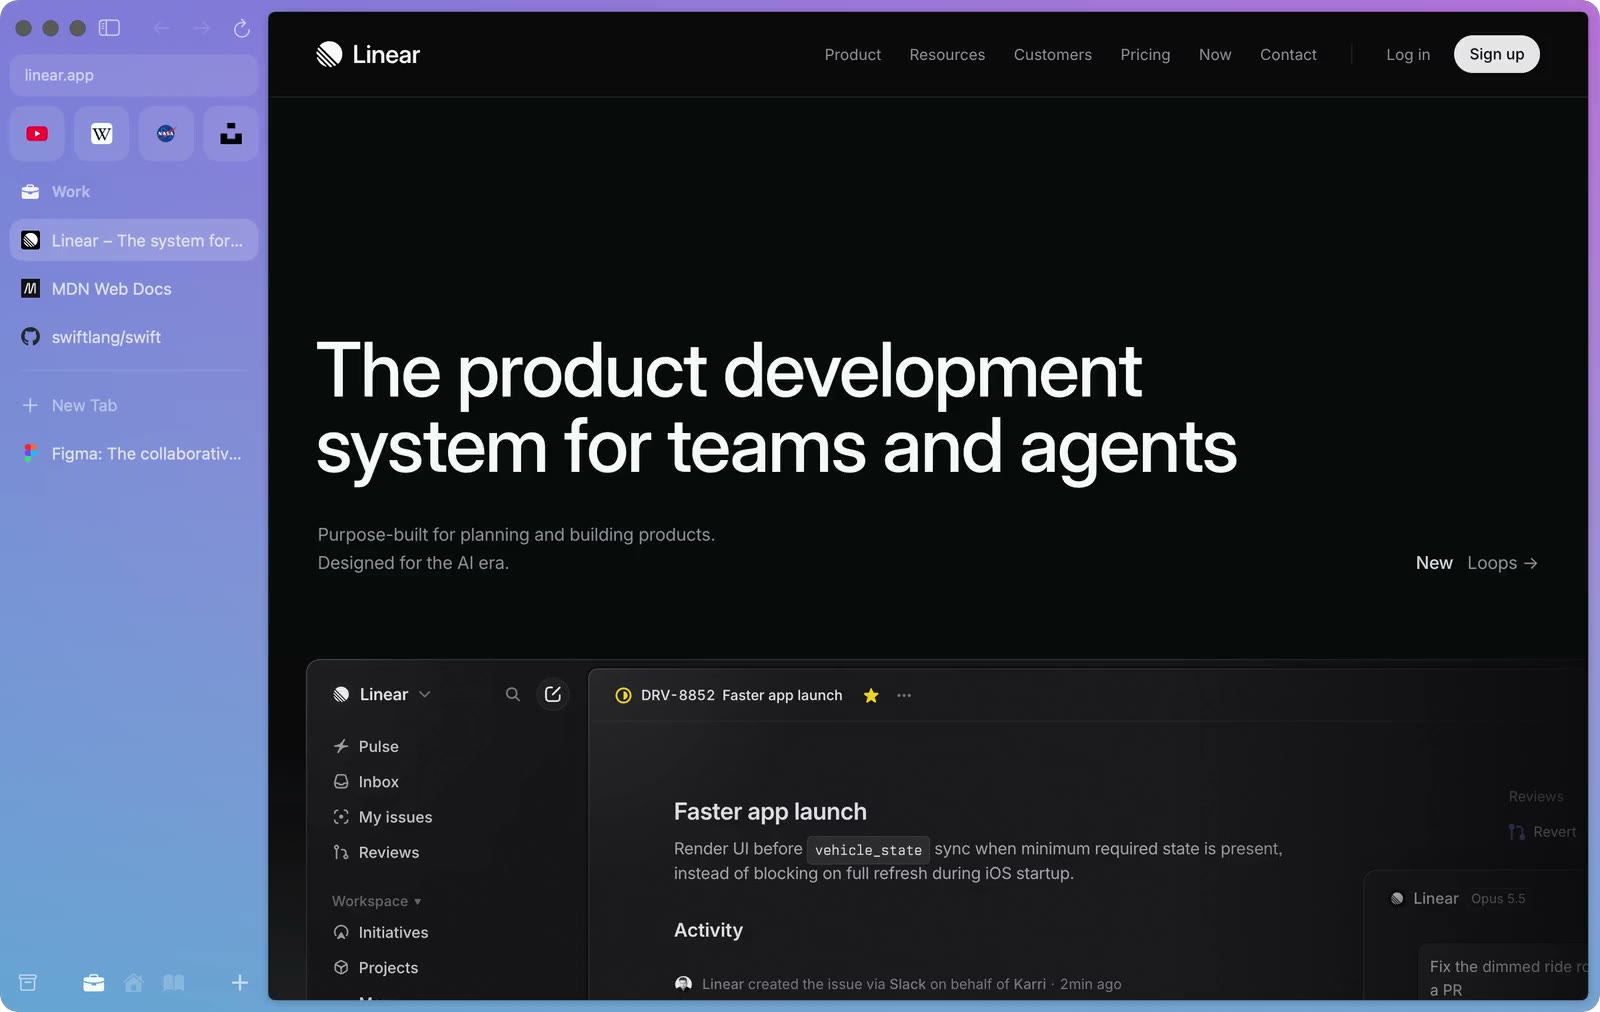 linear.app
W
NASA
Work
Linear – The system for...
MDN Web Docs
swiftlang/swift
New Tab
Figma: The collaborativ...
Linear
Product
Resources
Customers
Pricing
Now
Contact
Log in
Sign up
The product development
system for teams and agents
Purpose-built for planning and building products.
Designed for the AI era.
New Loops →
Linear
Pulse
Inbox
My issues
Reviews
Workspace
Initiatives
Projects
DRV-8852 Faster app launch
Faster app launch
Render UI before vehicle_state sync when minimum required state is present,
instead of blocking on full refresh during iOS startup.
Activity
Linear created the issue via Slack on behalf of Karri · 2min ago
Reviews
Revert
Linear Opus 5.5
Fix the dimmed ride
a PR